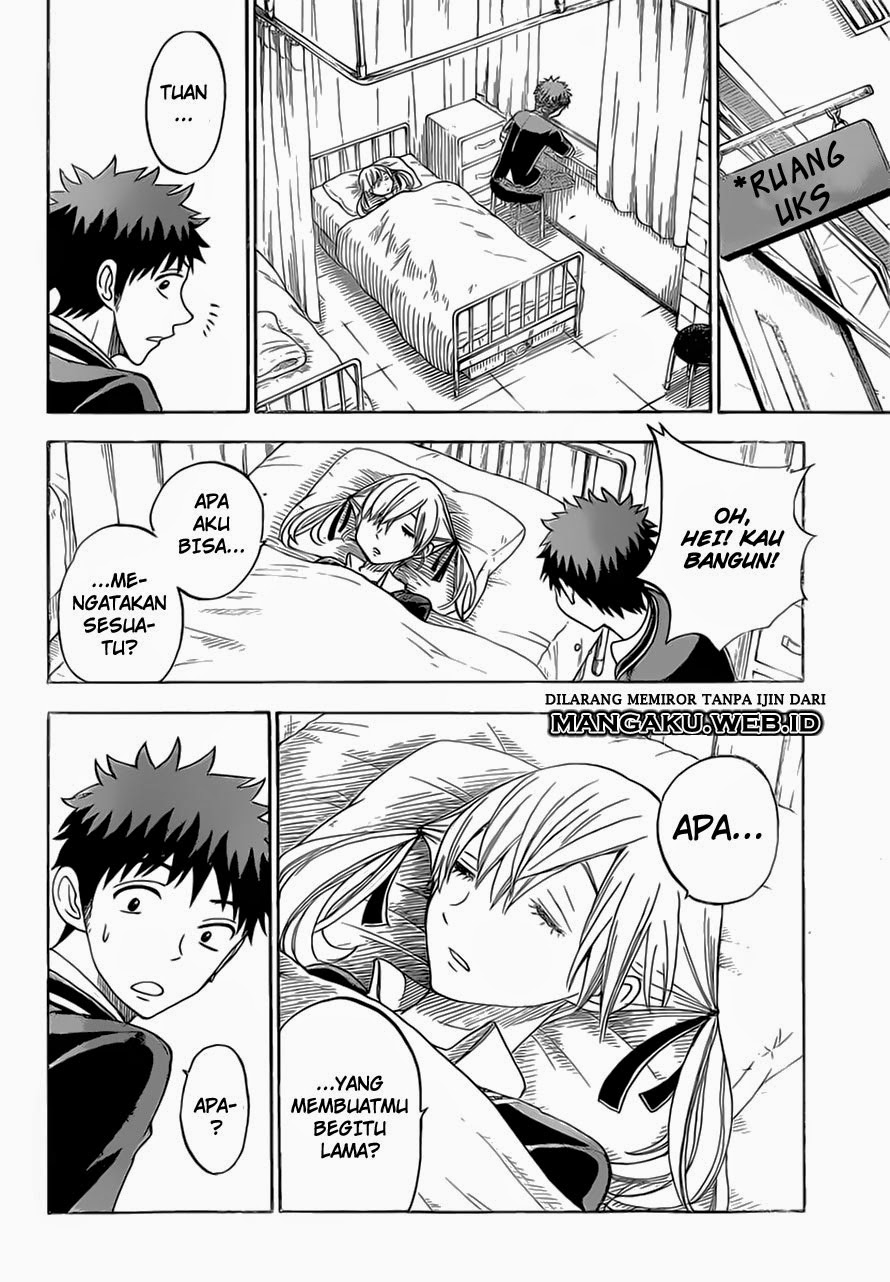 *RUANG
UKS
TUAN
...
OH,
HEI! KAU
BANGUN!
APA
AKU
BISA...
...ME-
NGATAKAN
SESUA-
TU?
DILARANG MEMIROR TANPA IJIN DARI
MANGAKU.WEB.ID
APA...
...YANG
MEMBUATMU
BEGITU
LAMA?
APA-
?